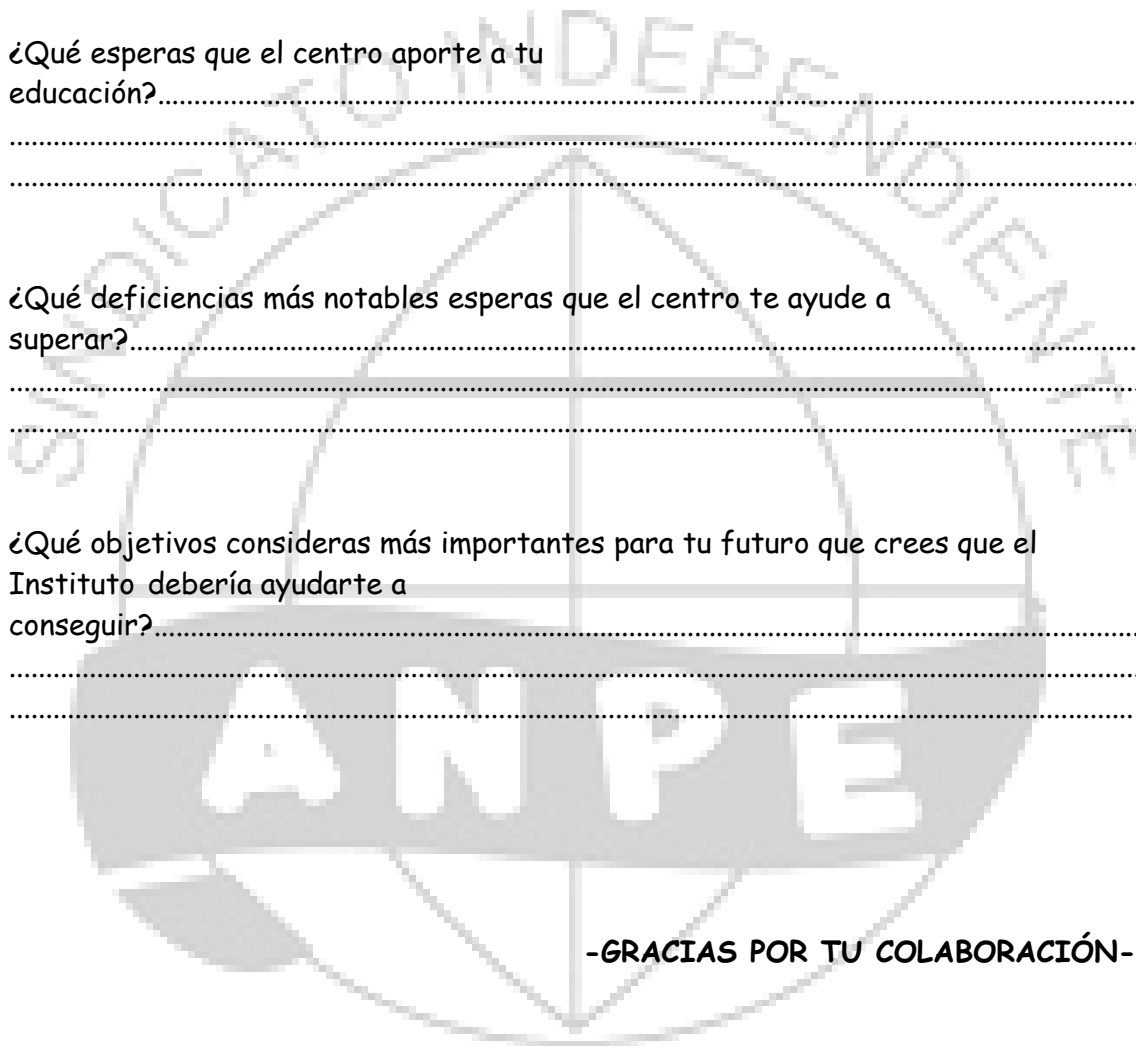 ¿Qué esperas que el centro aporte a tu
educación?..........................................................................................................................
..............................................................................................................................................
..............................................................................................................................................
¿Qué deficiencias más notables esperas que el centro te ayude a
superar?..............................................................................................................................
..............................................................................................................................................
..............................................................................................................................................
¿Qué objetivos consideras más importantes para tu futuro que crees que el
Instituto debería ayudarte a
conseguir?...........................................................................................................................
..............................................................................................................................................
..............................................................................................................................................
-GRACIAS POR TU COLABORACIÓN-
SINDICATO INDEPENDIENTE
ANPE